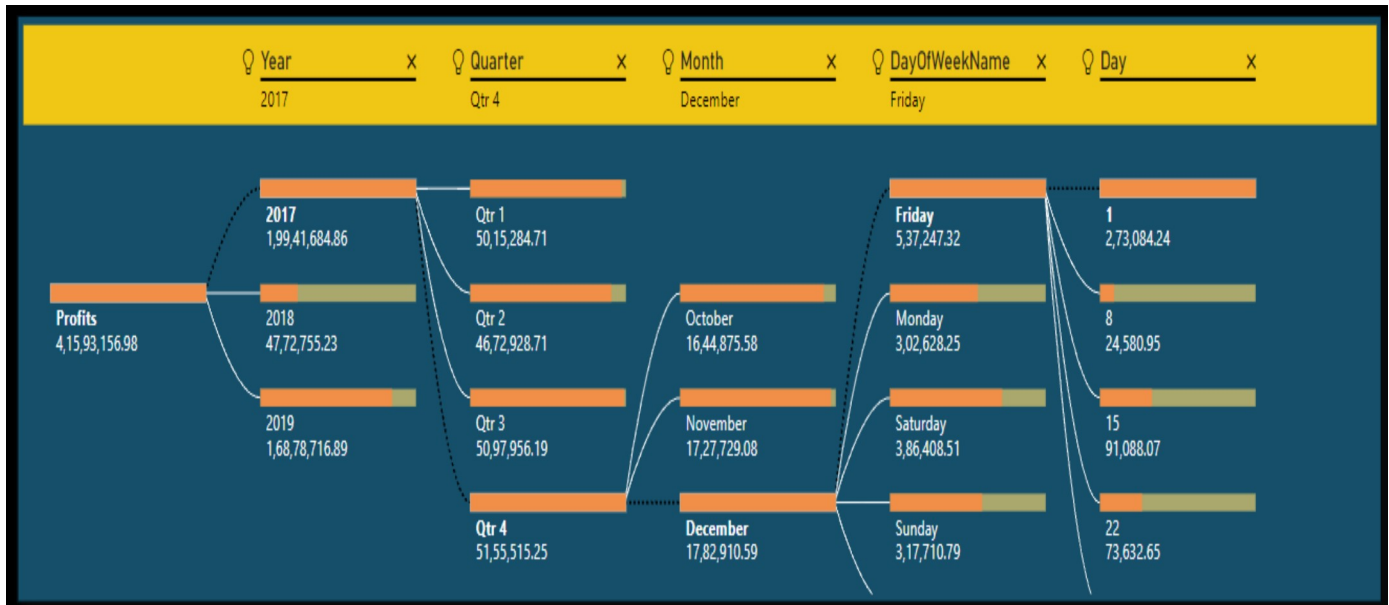 Year ×
2017
Quarter ×
Qtr 4
Month ×
December
DayOfWeekName ×
Friday
Day ×
Profits
4,15,93,156.98
2017
1,99,41,684.86
2018
47,72,755.23
2019
1,68,78,716.89
Qtr 1
50,15,284.71
Qtr 2
46,72,928.71
Qtr 3
50,97,956.19
Qtr 4
51,55,515.25
October
16,44,875.58
November
17,27,729.08
December
17,82,910.59
Friday
5,37,247.32
Monday
3,02,628.25
Saturday
3,86,408.51
Sunday
3,17,710.79
1
2,73,084.24
8
24,580.95
15
91,088.07
22
73,632.65